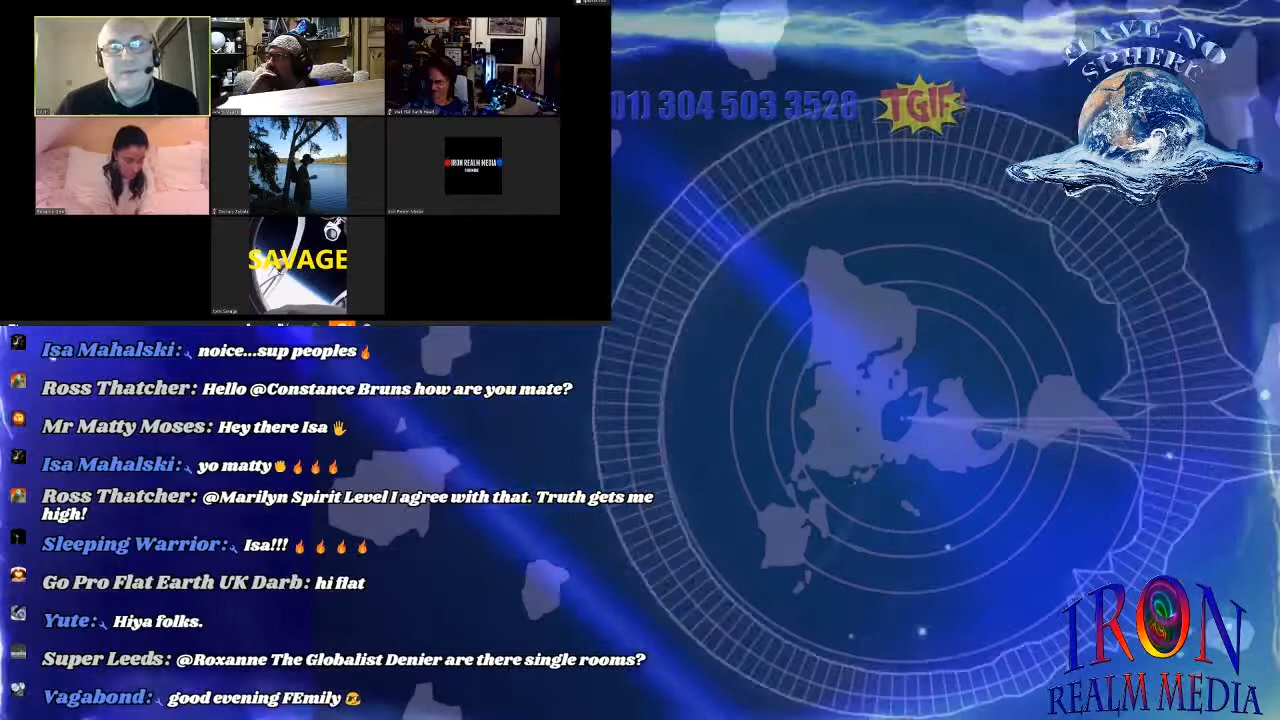 IRON REALM MEDIA
SAVAGE
01) 304 503 3528
TGIF
HAVE NO
SPHERE
Isa Mahalski: noice...sup peoples🔥
Ross Thatcher: Hello @Constance Bruns how are you mate?
Mr Matty Moses: Hey there Isa 🖐
Isa Mahalski: yo matty✋🔥🔥🔥
Ross Thatcher: @Marilyn Spirit Level I agree with that. Truth gets me
high!
Sleeping Warrior: Isa!!! 🔥🔥🔥🔥
Go Pro Flat Earth UK Darb: hi flat
Yute: Hiya folks.
Super Leeds: @Roxanne The Globalist Denier are there single rooms?
Vagabond: good evening FEmily
IRON
REALM MEDIA